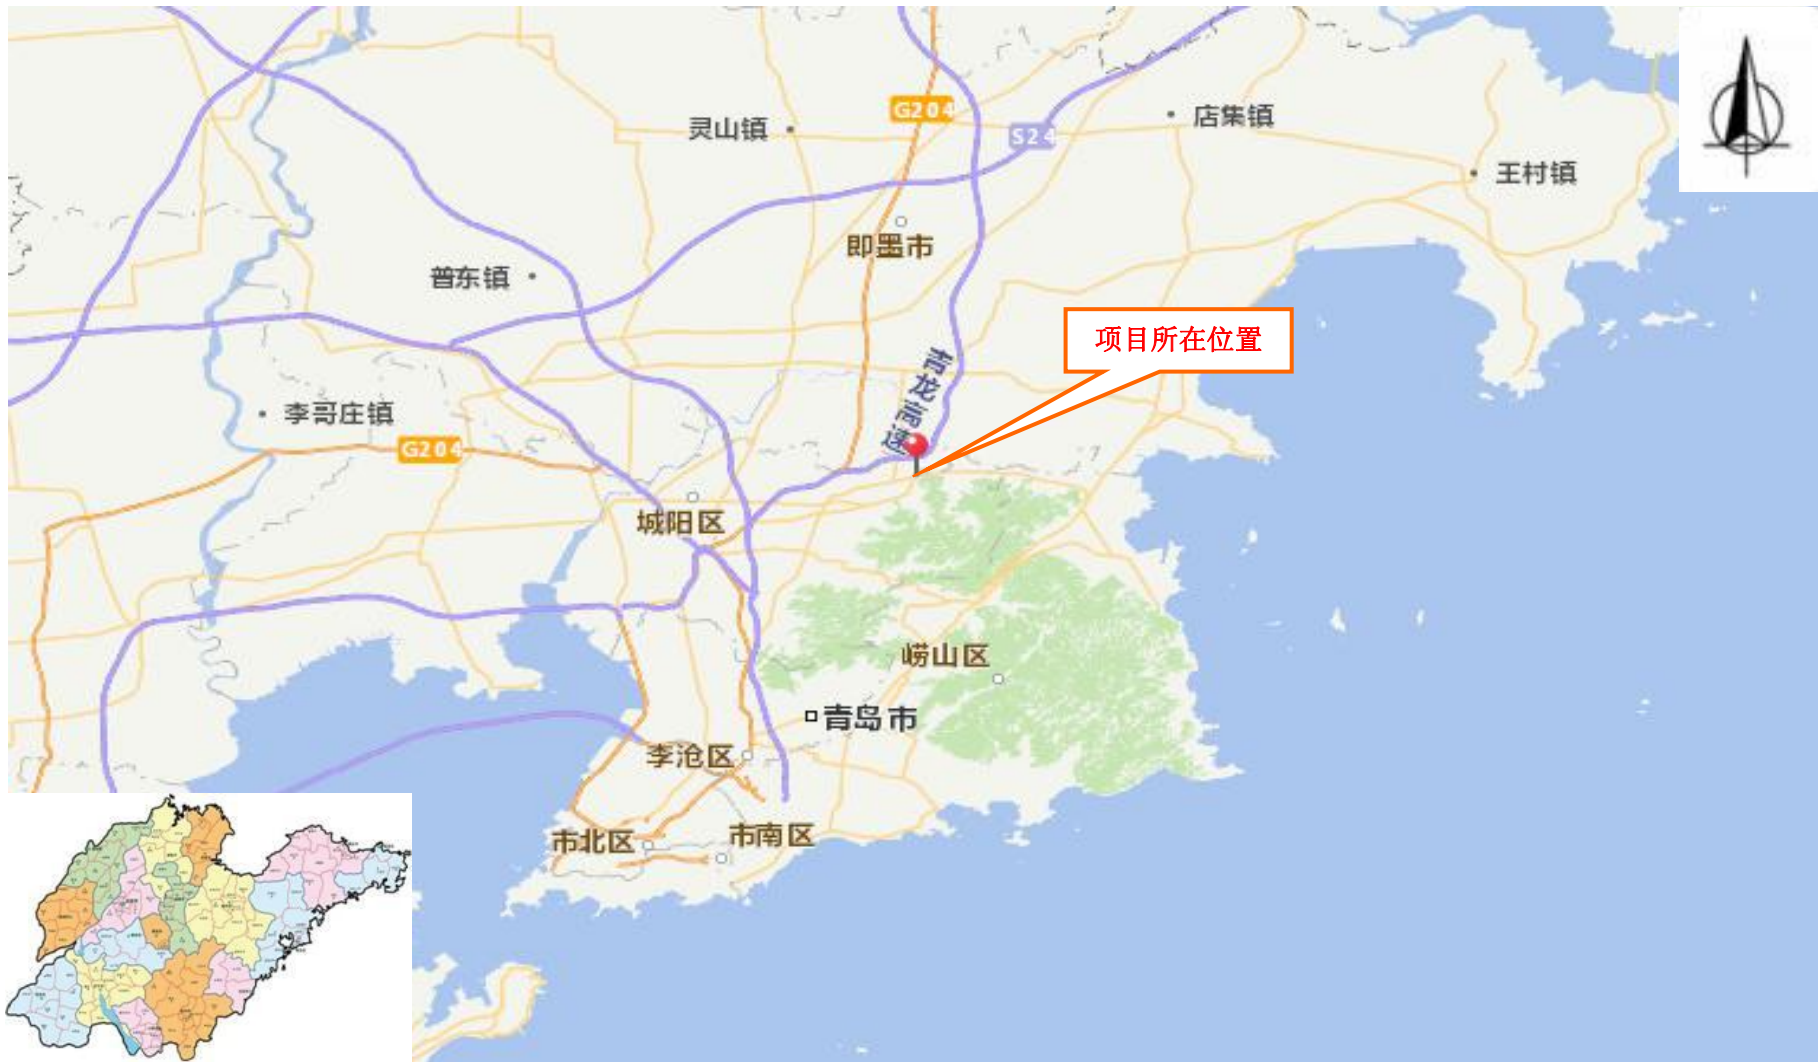 G204
灵山镇
S24
店集镇
王村镇
即墨市
普东镇
项目所在位置
青龙高速
李哥庄镇
G204
城阳区
崂山区
青岛市
李沧区
市北区
市南区